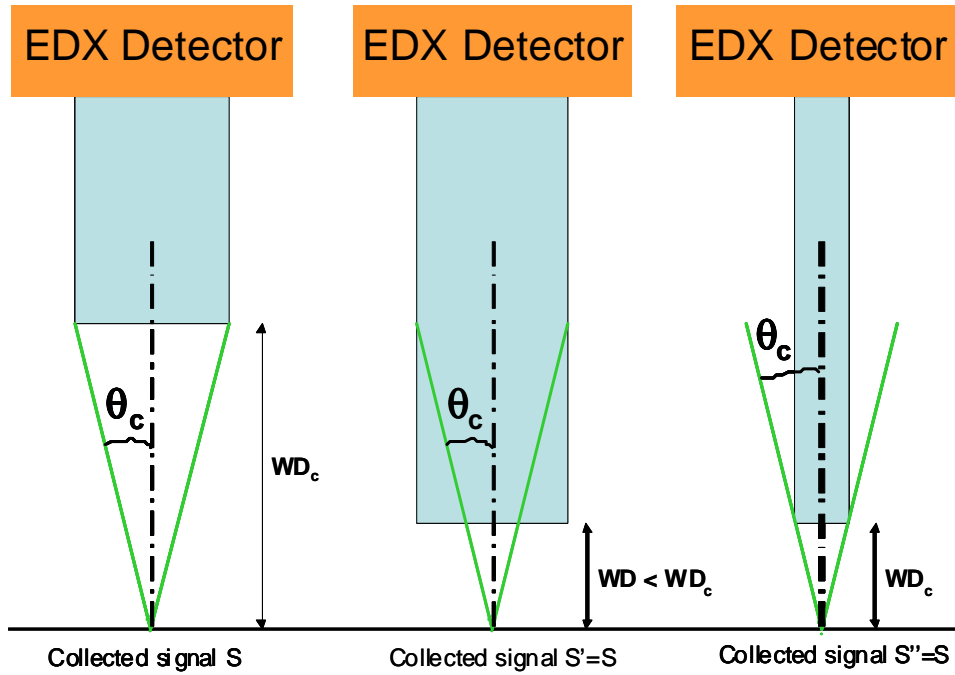 EDX Detector
EDX Detector
EDX Detector
θc
θc
θc
WDc
WD < WDc
WDc
Collected signal S
Collected signal S'=S
Collected signal S''=S